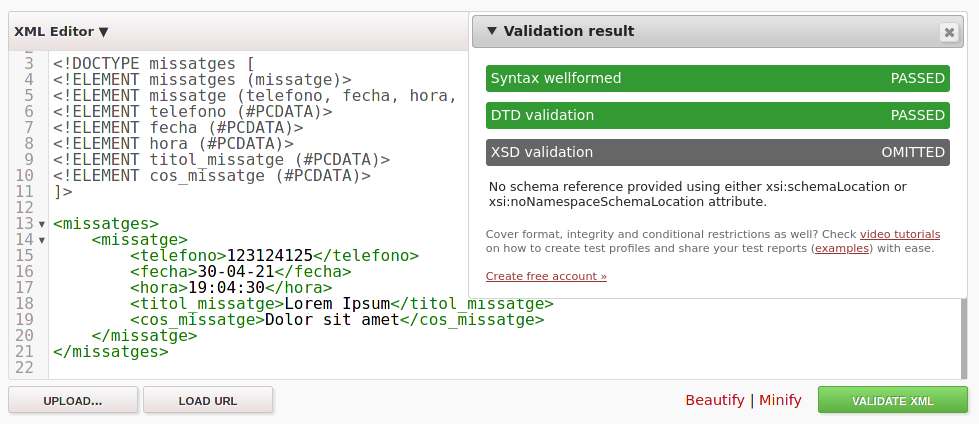 XML Editor ▼
▼ Validation result
✖
3 <!DOCTYPE missatges [
4 <!ELEMENT missatges (missatge)>
5 <!ELEMENT missatge (telefono, fecha, hora,
6 <!ELEMENT telefono (#PCDATA)>
7 <!ELEMENT fecha (#PCDATA)>
8 <!ELEMENT hora (#PCDATA)>
9 <!ELEMENT titol_missatge (#PCDATA)>
10 <!ELEMENT cos_missatge (#PCDATA)>
11 ]>
12
13 ▼ <missatges>
14 ▼ <missatge>
15 <telefono>123124125</telefono>
16 <fecha>30-04-21</fecha>
17 <hora>19:04:30</hora>
18 <titol_missatge>Lorem Ipsum</titol_missatge>
19 <cos_missatge>Dolor sit amet</cos_missatge>
20 </missatge>
21 </missatges>
22
Syntax wellformed PASSED
DTD validation PASSED
XSD validation OMITTED
No schema reference provided using either xsi:schemaLocation or
xsi:noNamespaceSchemaLocation attribute.
Cover format, integrity and conditional restrictions as well? Check video tutorials
on how to create test profiles and share your test reports (examples) with ease.
Create free account »
UPLOAD... LOAD URL Beautify | Minify VALIDATE XML